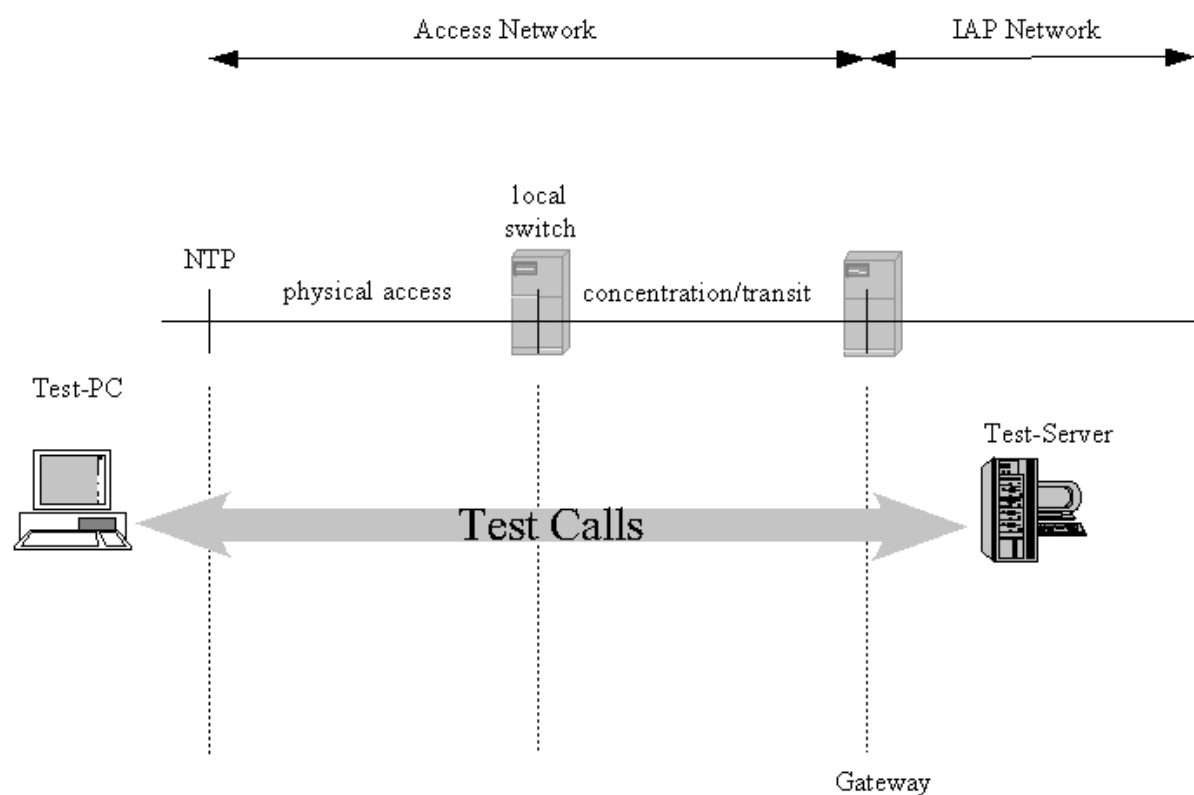 Access Network
IAP Network
local
switch
NTP
physical access
concentration/transit
Test-PC
Test-Server
Test Calls
Gateway